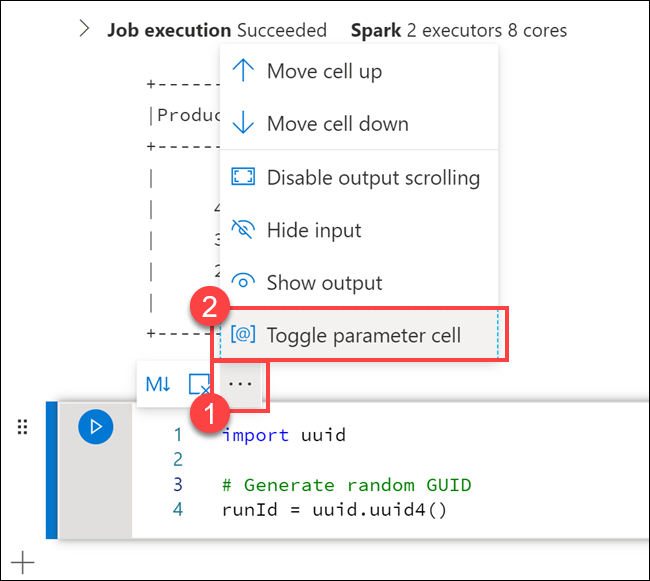 Job execution Succeeded Spark 2 executors 8 cores
+------
|Produc
+------
|
| 4
| 3
| 2
|
+------
Move cell up
Move cell down
Disable output scrolling
Hide input
Show output
2
[@] Toggle parameter cell
M↓ ...
1
1 import uuid
2
3 # Generate random GUID
4 runId = uuid.uuid4()